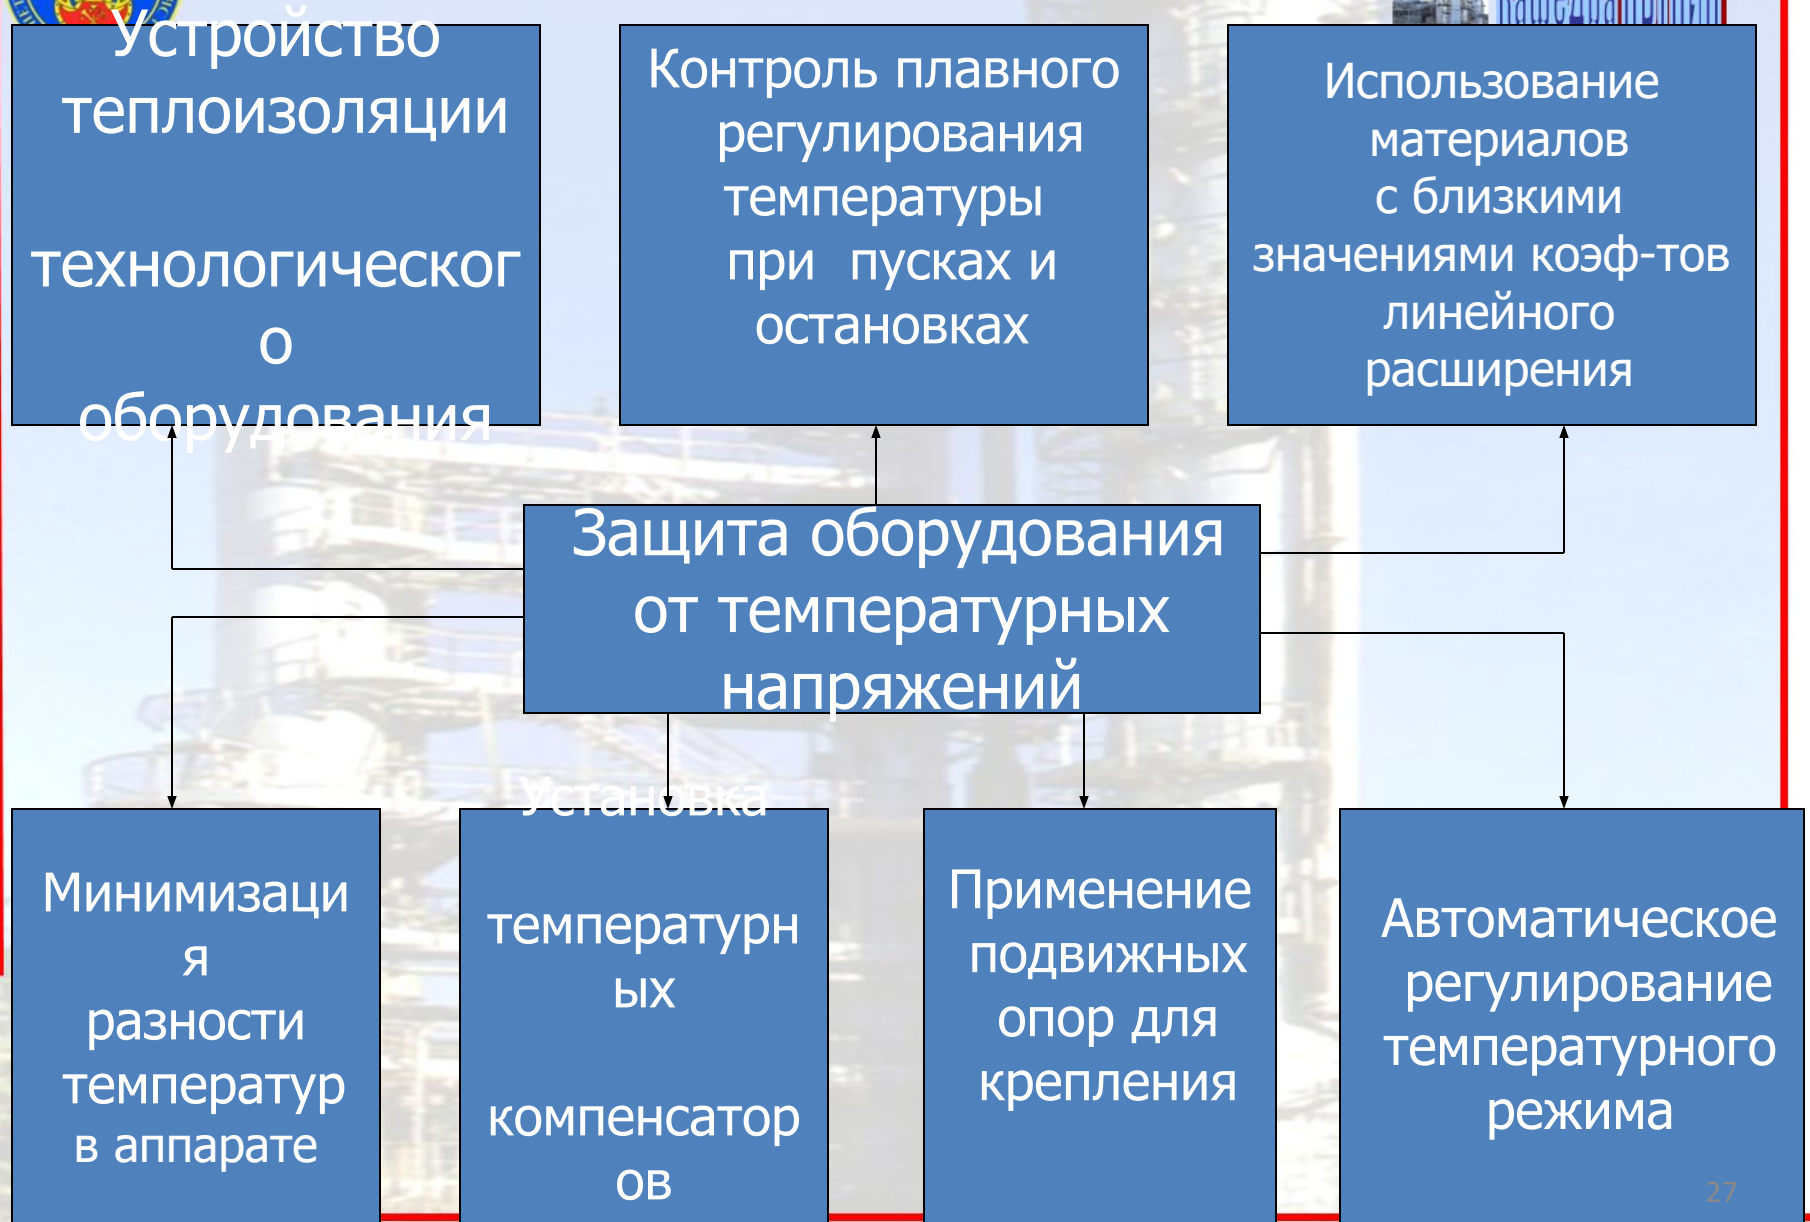 Устройство
теплоизоляции
технологическог
о
оборудования
Контроль плавного
регулирования
температуры
при пусках и
остановках
Использование
материалов
с близкими
значениями коэф-тов
линейного
расширения
Защита оборудования
от температурных
напряжений
Минимизаци
я
разности
температур
в аппарате
Установка
температурн
ых
компенсатор
ов
Применение
подвижных
опор для
крепления
Автоматическое
регулирование
температурного
режима
27